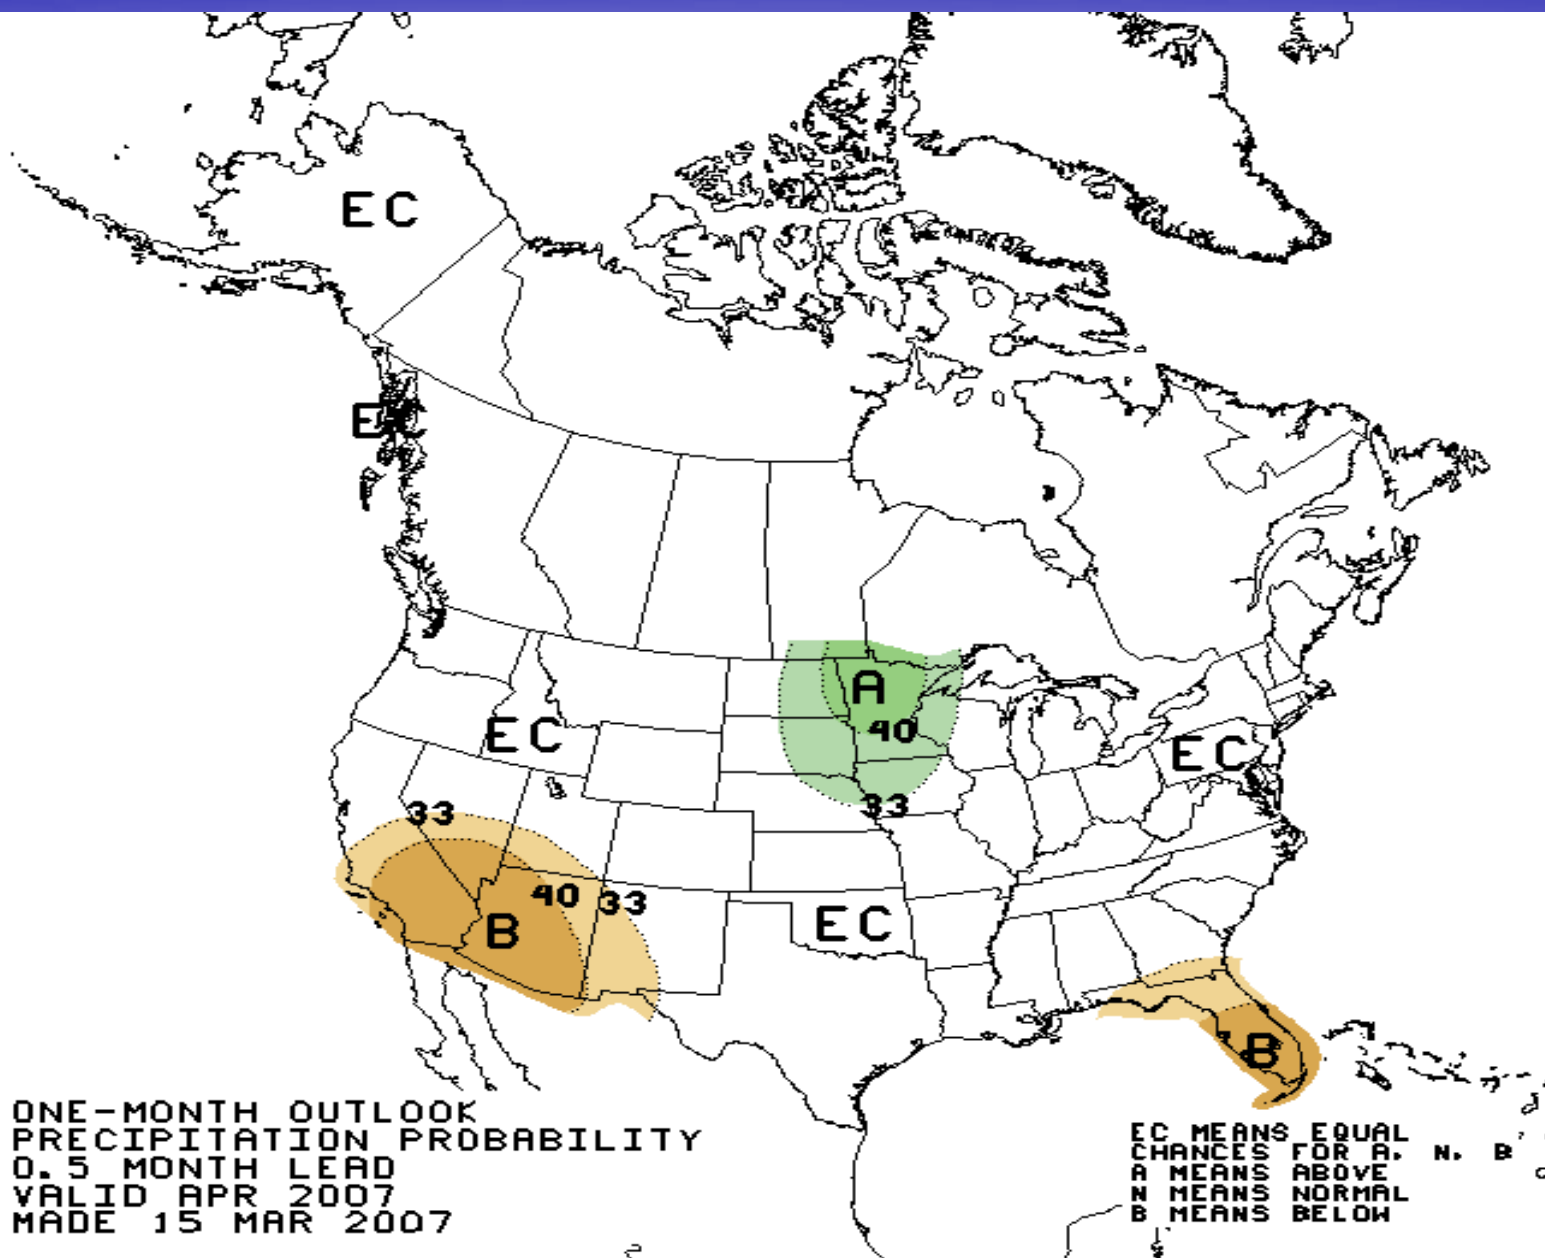 EC
EC
A
40
EC
EC
33
33
40
33
B
EC
B
ONE-MONTH OUTLOOK
PRECIPITATION PROBABILITY
0.5 MONTH LEAD
VALID APR 2007
MADE 15 MAR 2007
EC MEANS EQUAL
CHANCES FOR A, N, B
A MEANS ABOVE
N MEANS NORMAL
B MEANS BELOW